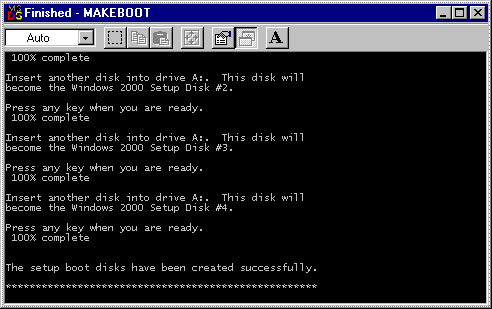 Finished - MAKEBOOT
Auto
A
100% complete
Insert another disk into drive A:.  This disk will
become the Windows 2000 Setup Disk #2.
Press any key when you are ready.
100% complete
Insert another disk into drive A:.  This disk will
become the Windows 2000 Setup Disk #3.
Press any key when you are ready.
100% complete
Insert another disk into drive A:.  This disk will
become the Windows 2000 Setup Disk #4.
Press any key when you are ready.
100% complete
The setup boot disks have been created successfully.
****************************************************